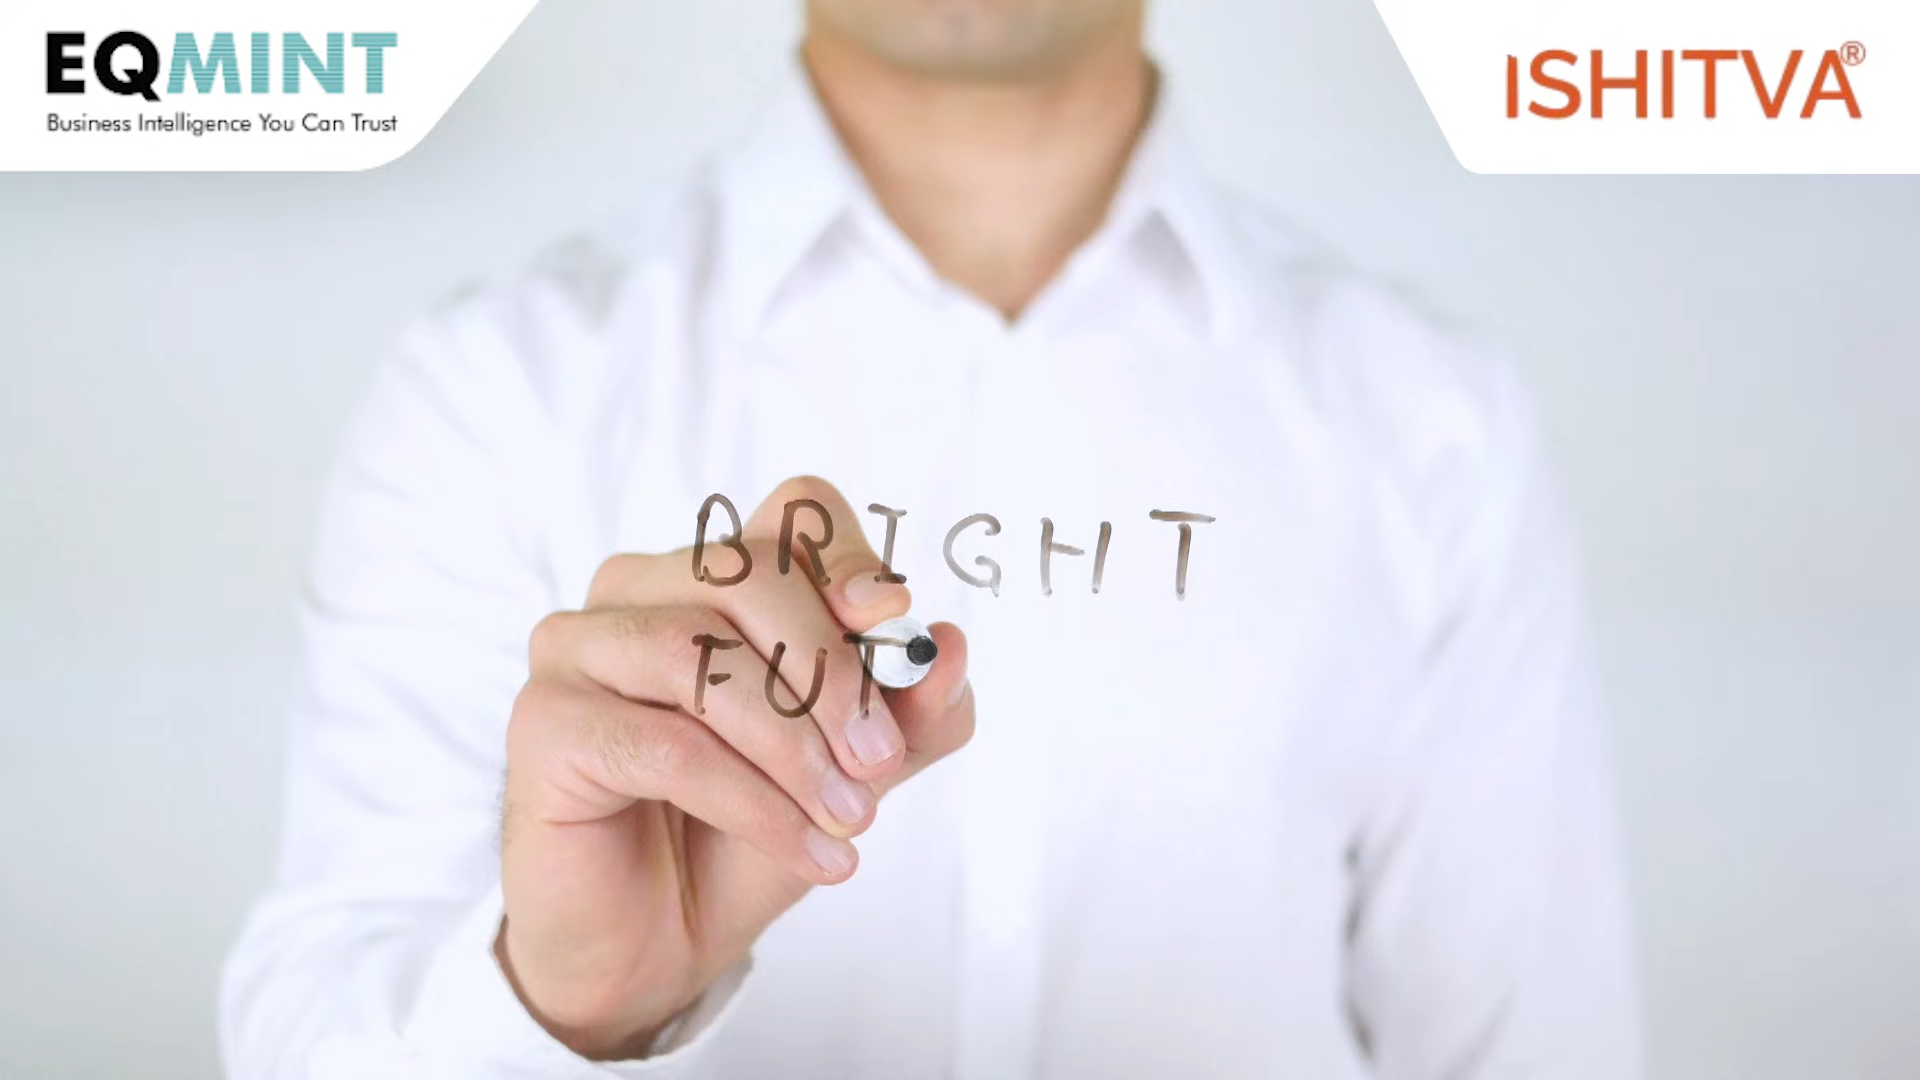 EQMINT
Business Intelligence You Can Trust
ISHITVA®
BRIGHT
FUT